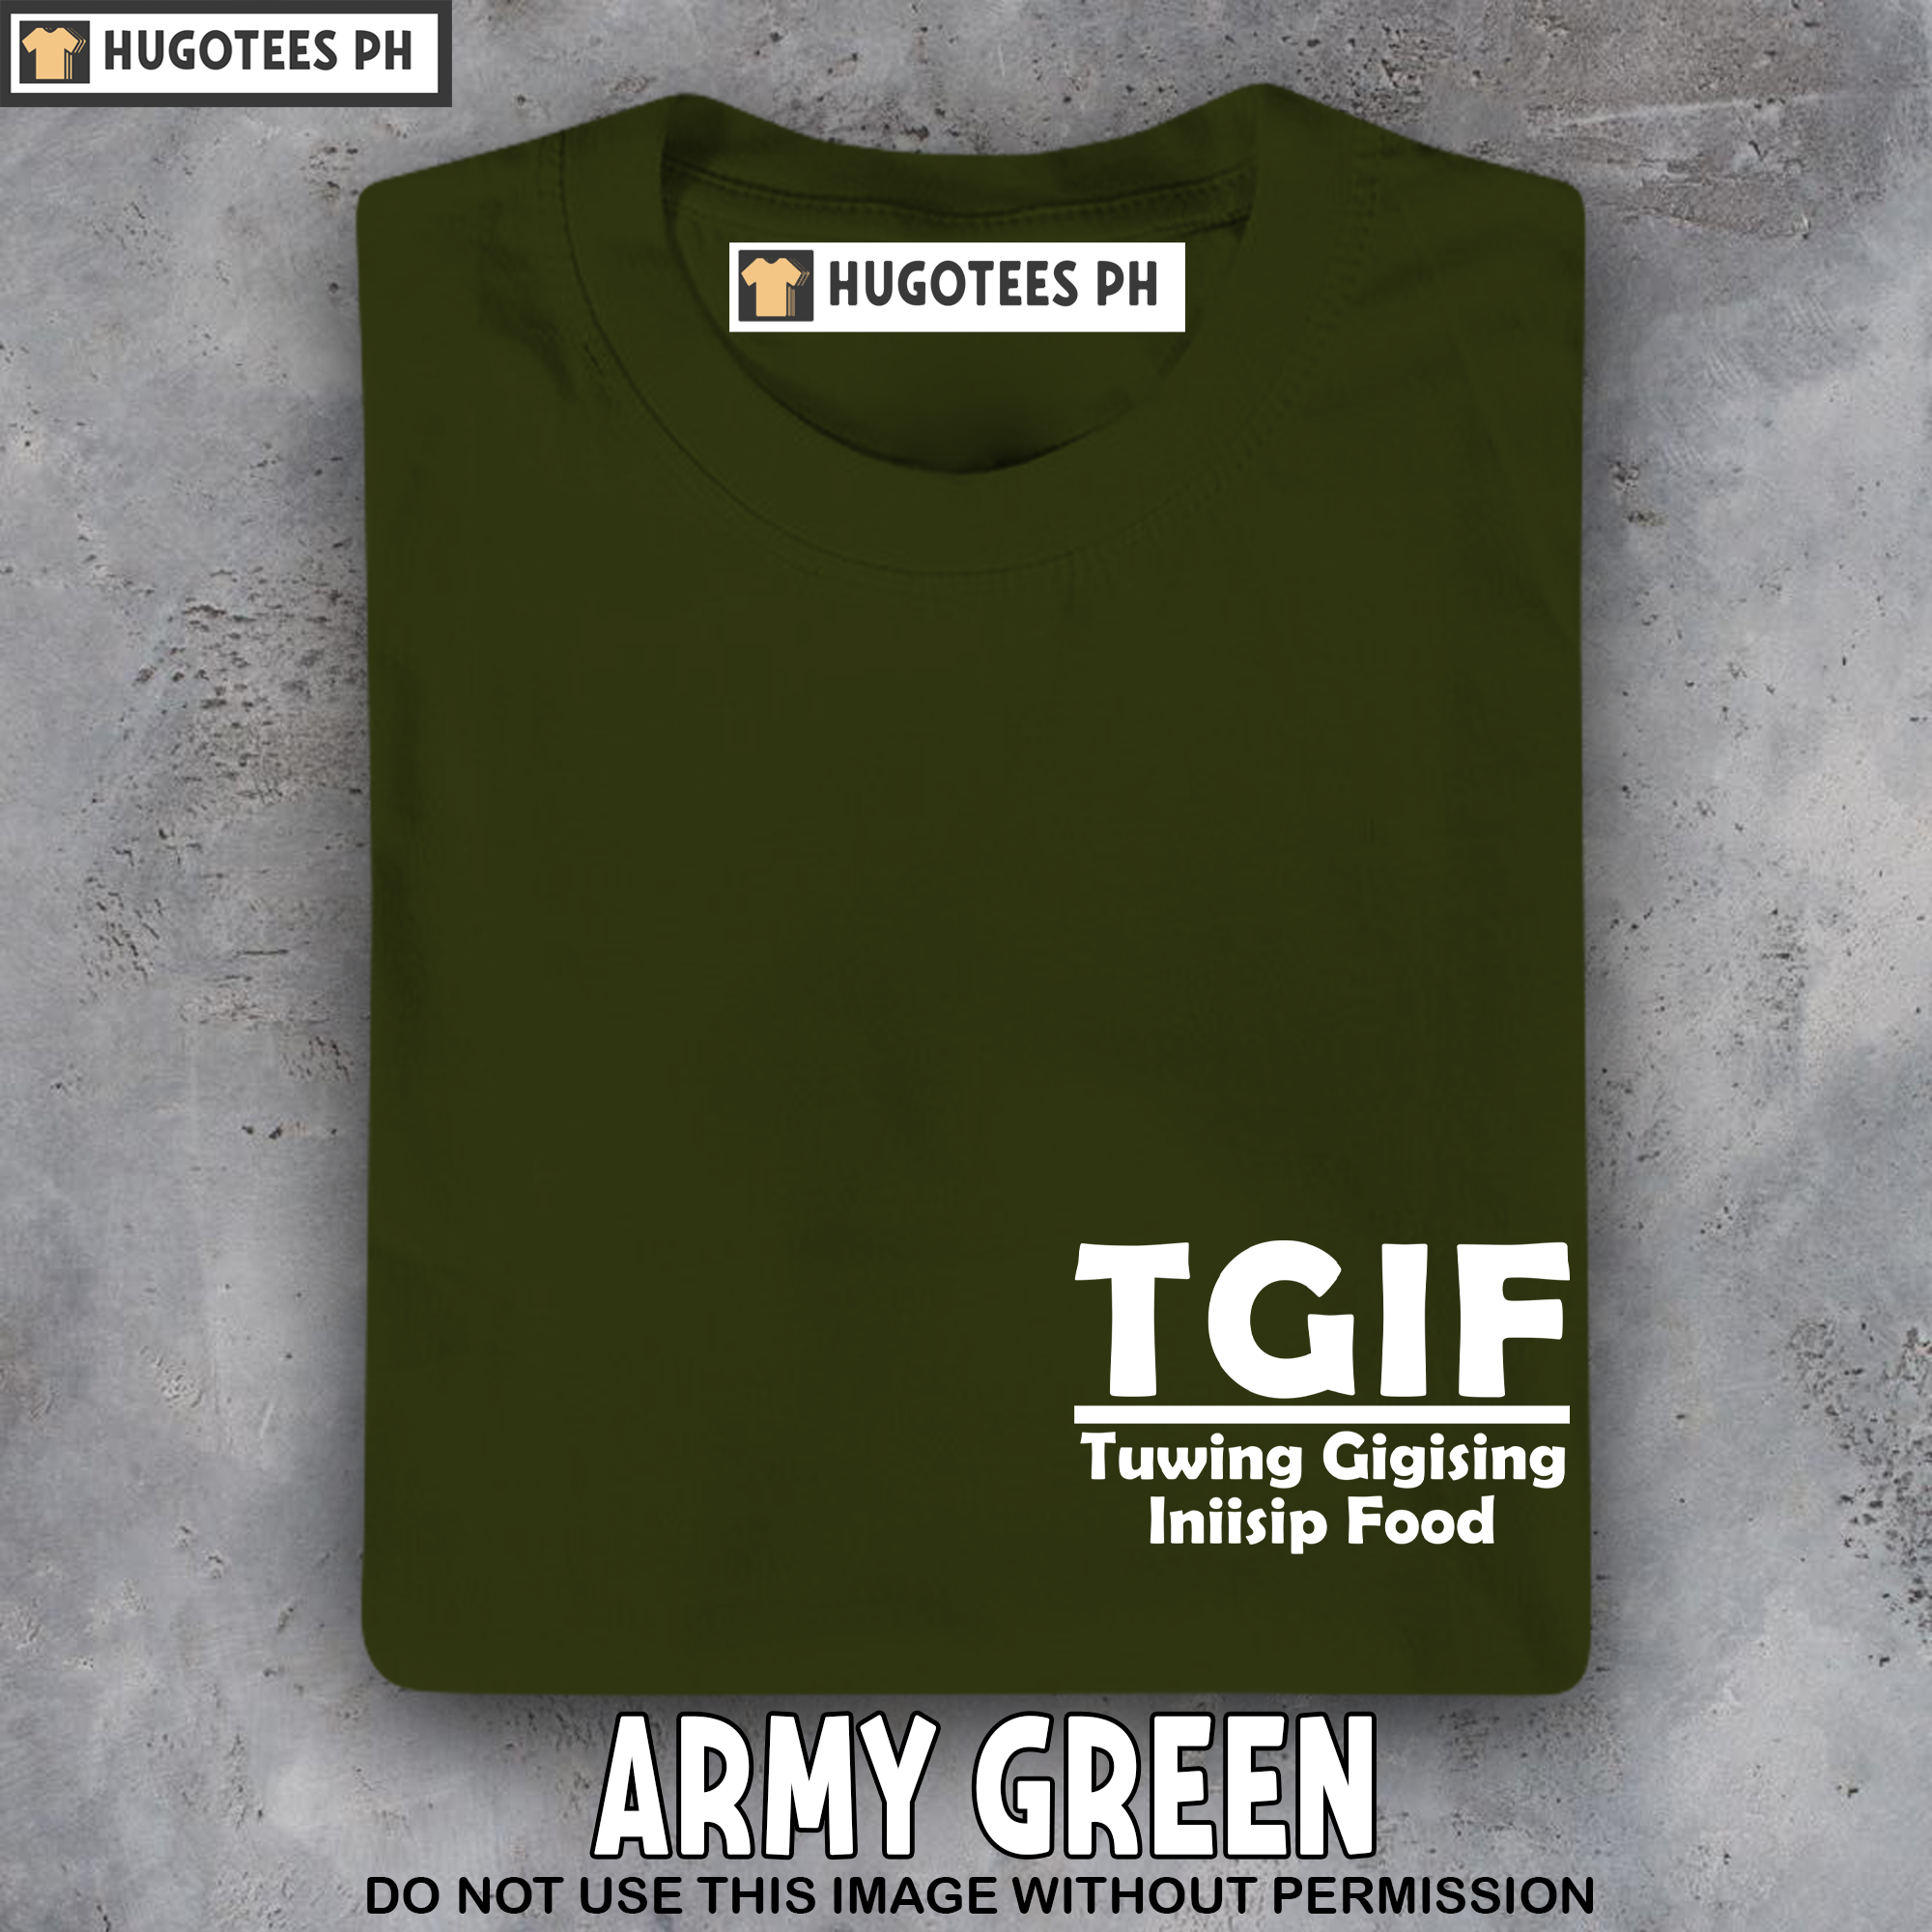 HUGOTEES PH
HUGOTEES PH
TGIF
Tuwing Gigising
Iniisip Food
ARMY GREEN
DO NOT USE THIS IMAGE WITHOUT PERMISSION